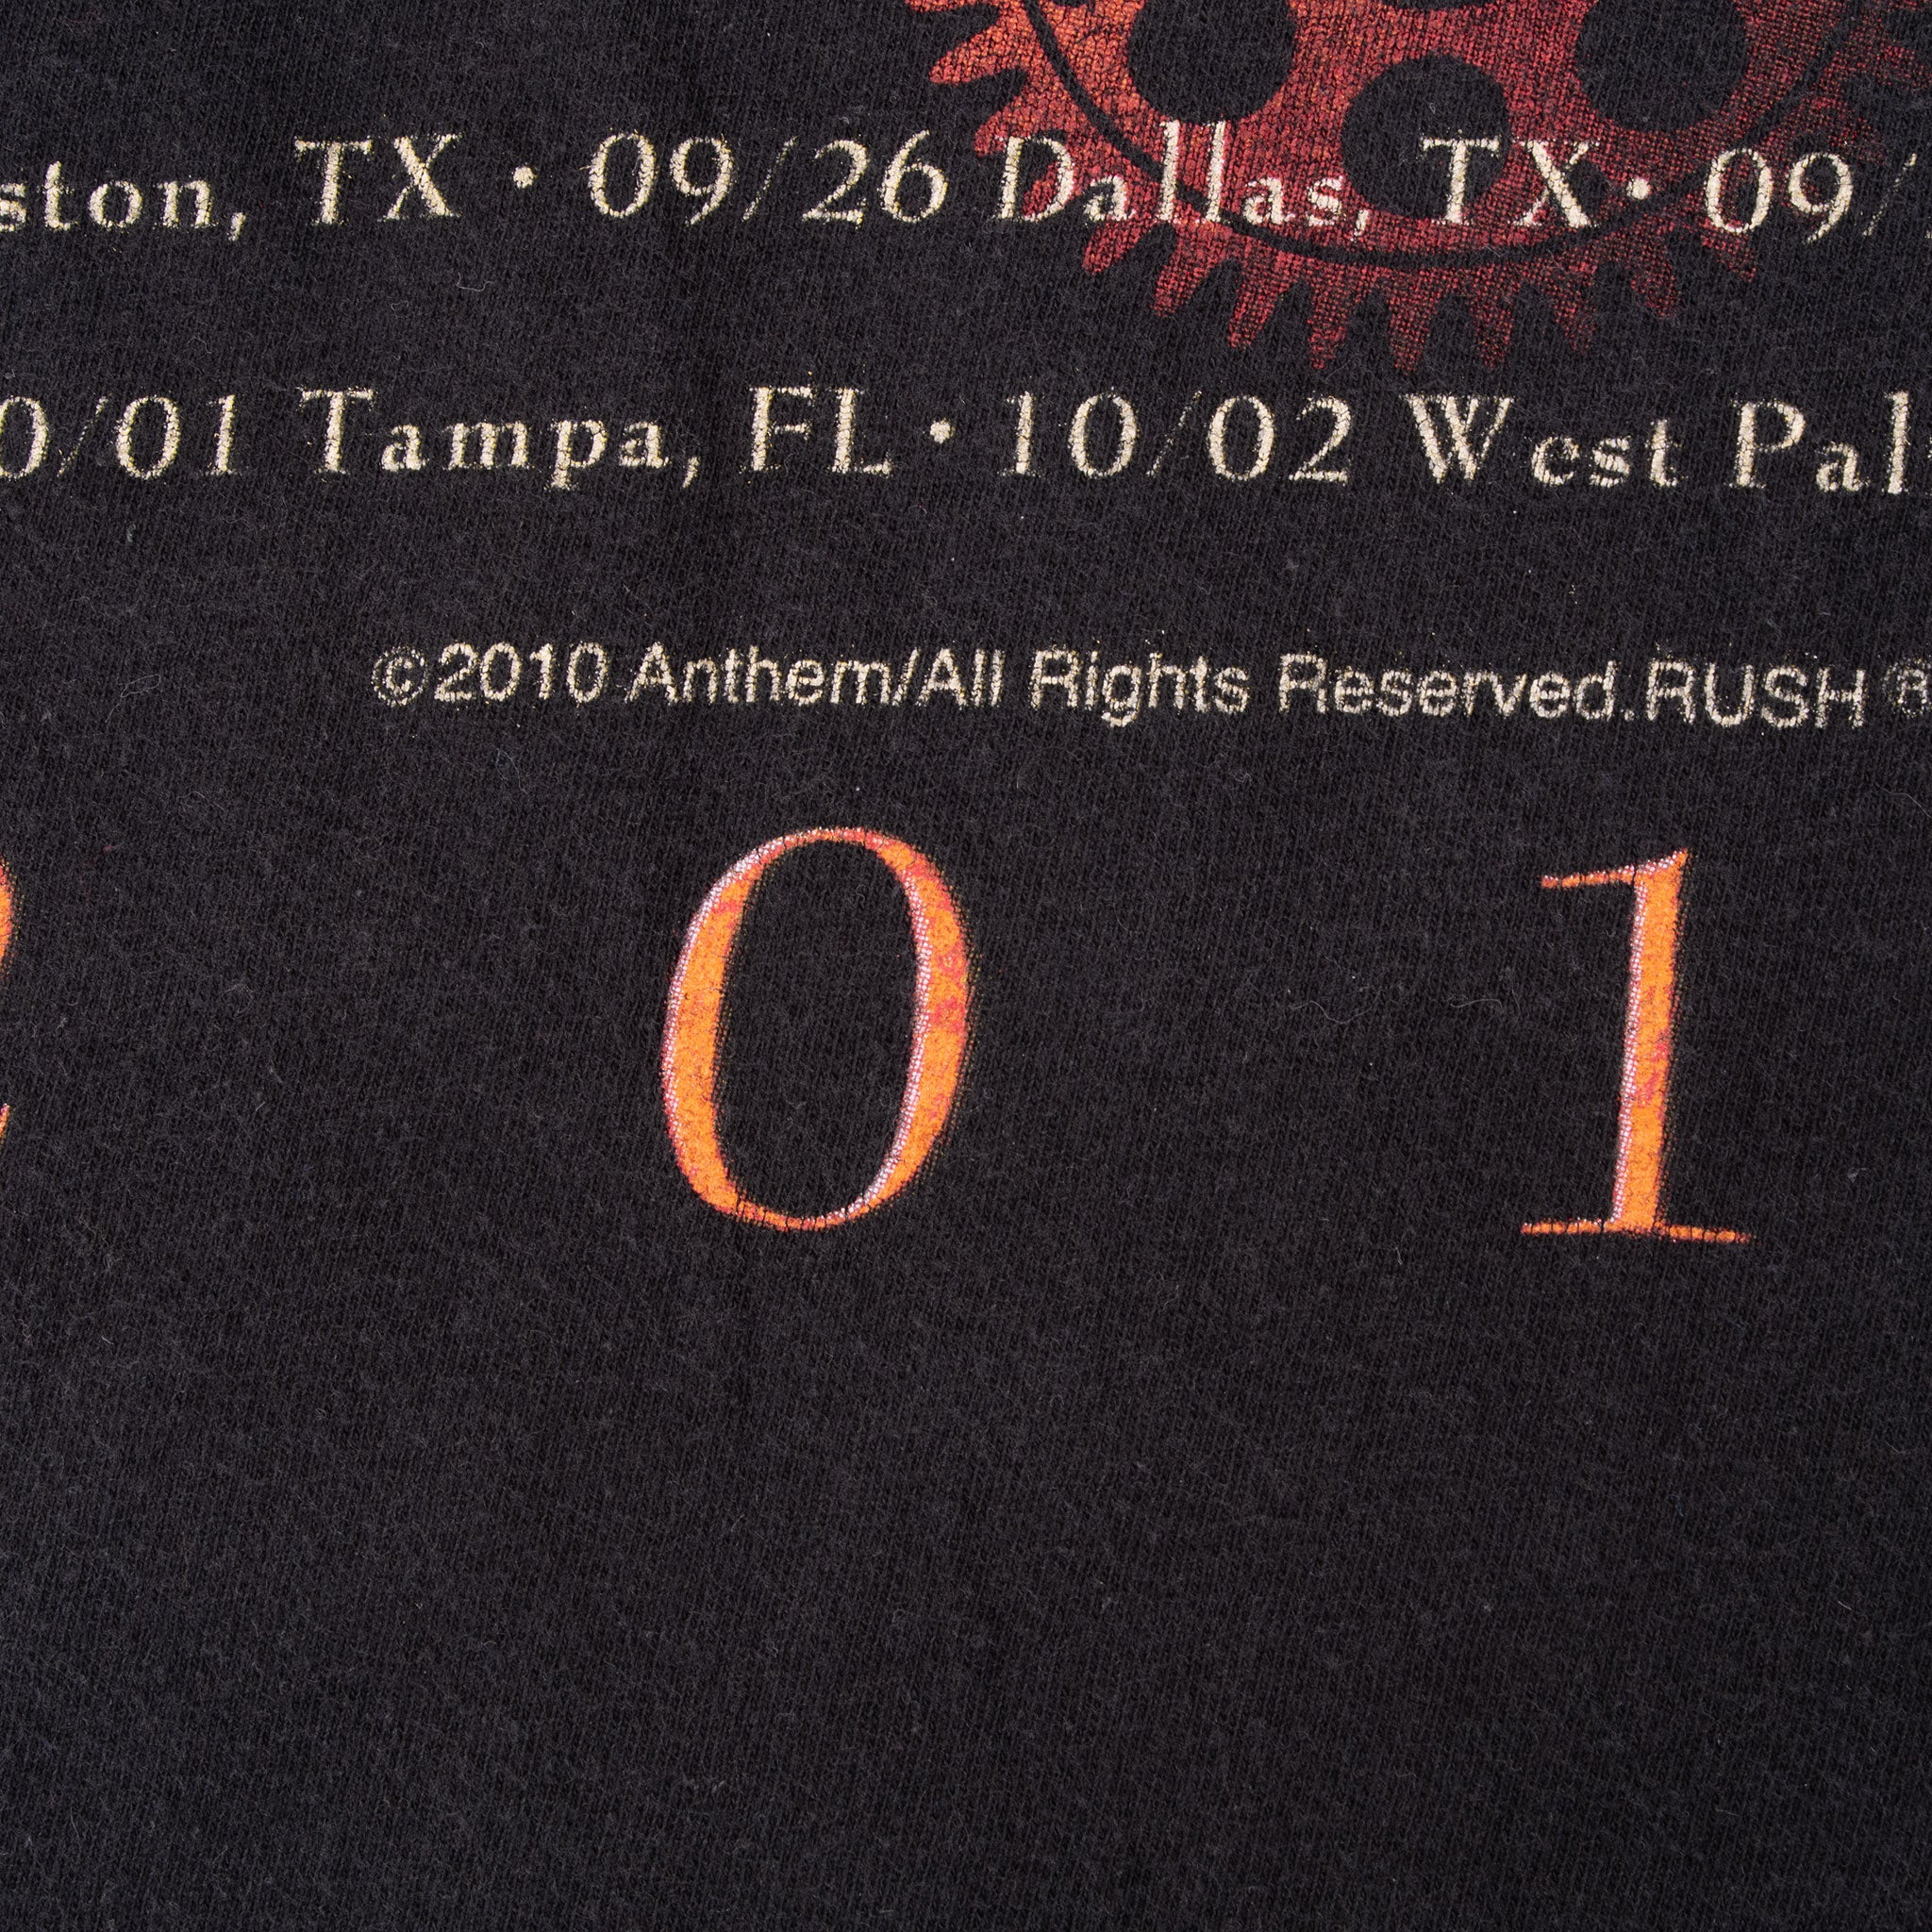 ston, TX • 09/26 Dallas, TX • 09/
0/01 Tampa, FL • 10/02 West Pal
©2010 Anthem/All Rights Reserved.RUSH ®
2 0 1